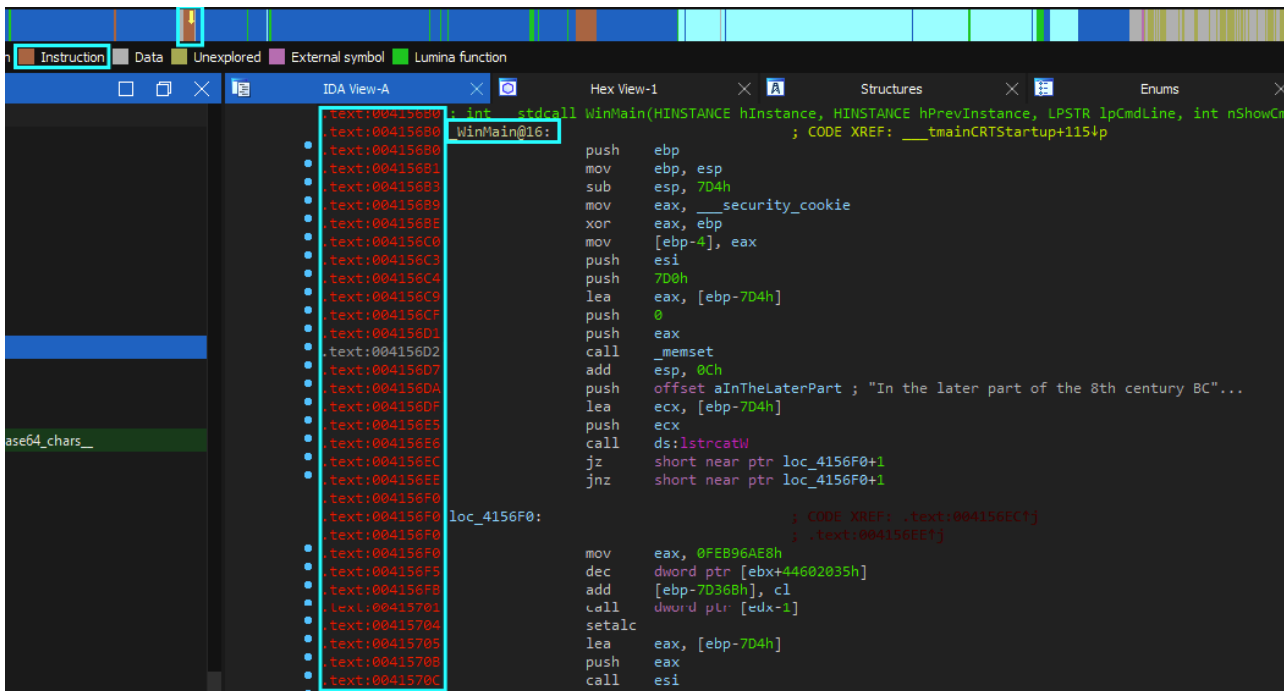 Instruction Data Unexplored External symbol Lumina function
IDA View-A Hex View-1 Structures Enums
.text:004156B0 ; int __stdcall WinMain(HINSTANCE hInstance, HINSTANCE hPrevInstance, LPSTR lpCmdLine, int nShowCm
.text:004156B0 _WinMain@16: ; CODE XREF: ___tmainCRTStartup+115↓p
.text:004156B0 push ebp
.text:004156B1 mov ebp, esp
.text:004156B3 sub esp, 7D4h
.text:004156B9 mov eax, ___security_cookie
.text:004156BE xor eax, ebp
.text:004156C0 mov [ebp-4], eax
.text:004156C3 push esi
.text:004156C4 push 7D0h
.text:004156C9 lea eax, [ebp-7D4h]
.text:004156CF push 0
.text:004156D1 push eax
.text:004156D2 call _memset
.text:004156D7 add esp, 0Ch
.text:004156DA push offset aInTheLaterPart ; "In the later part of the 8th century BC"...
.text:004156DF lea ecx, [ebp-7D4h]
.text:004156E5 push ecx
ase64_chars__
.text:004156E6 call ds:lstrcatW
.text:004156EC jz short near ptr loc_4156F0+1
.text:004156EE jnz short near ptr loc_4156F0+1
.text:004156F0
.text:004156F0 loc_4156F0: ; CODE XREF: .text:004156EC↑j
.text:004156F0 ; .text:004156EE↑j
.text:004156F0 mov eax, 0FEB96AE8h
.text:004156F5 dec dword ptr [ebx+44602035h]
.text:004156FB add [ebp-7D36Bh], cl
.text:00415701 call dword ptr [edx-1]
.text:00415704 setalc
.text:00415705 lea eax, [ebp-7D4h]
.text:0041570B push eax
.text:0041570C call esi